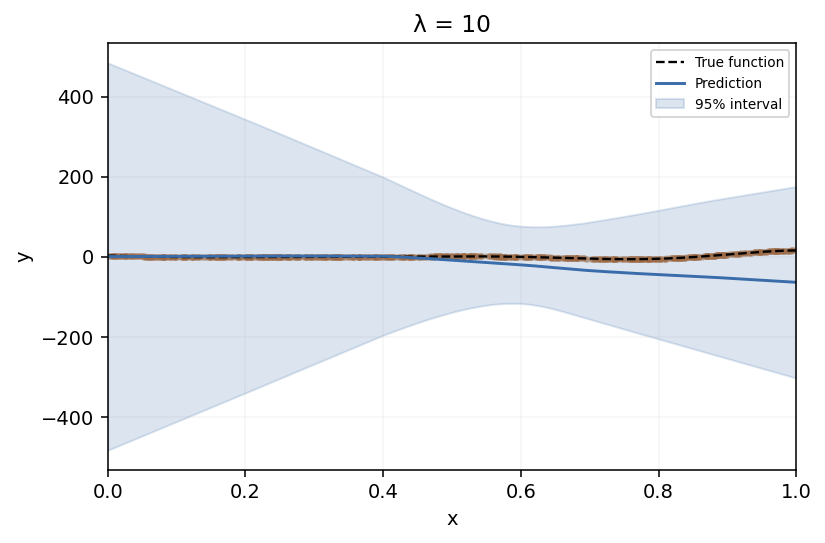 λ = 10
True function
Prediction
95% interval
400
200
0
−200
−400
y
0.0 0.2 0.4 0.6 0.8 1.0
x